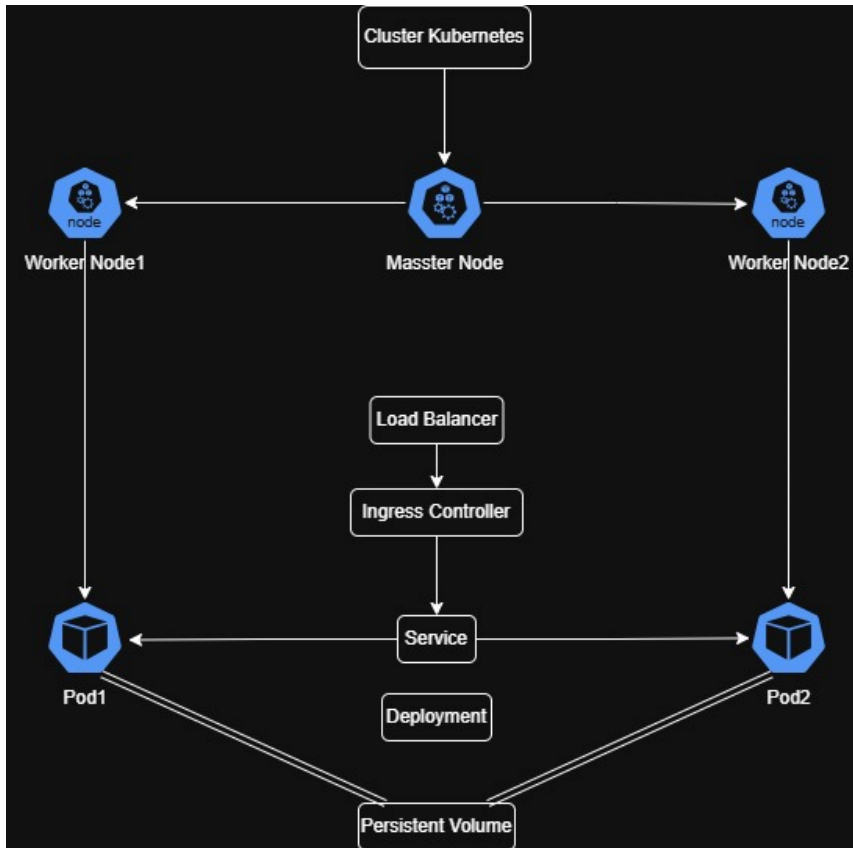 Cluster Kubernetes
node
node
Worker Node1
Masster Node
Worker Node2
Load Balancer
Ingress Controller
Service
Pod1
Pod2
Deployment
Persistent Volume